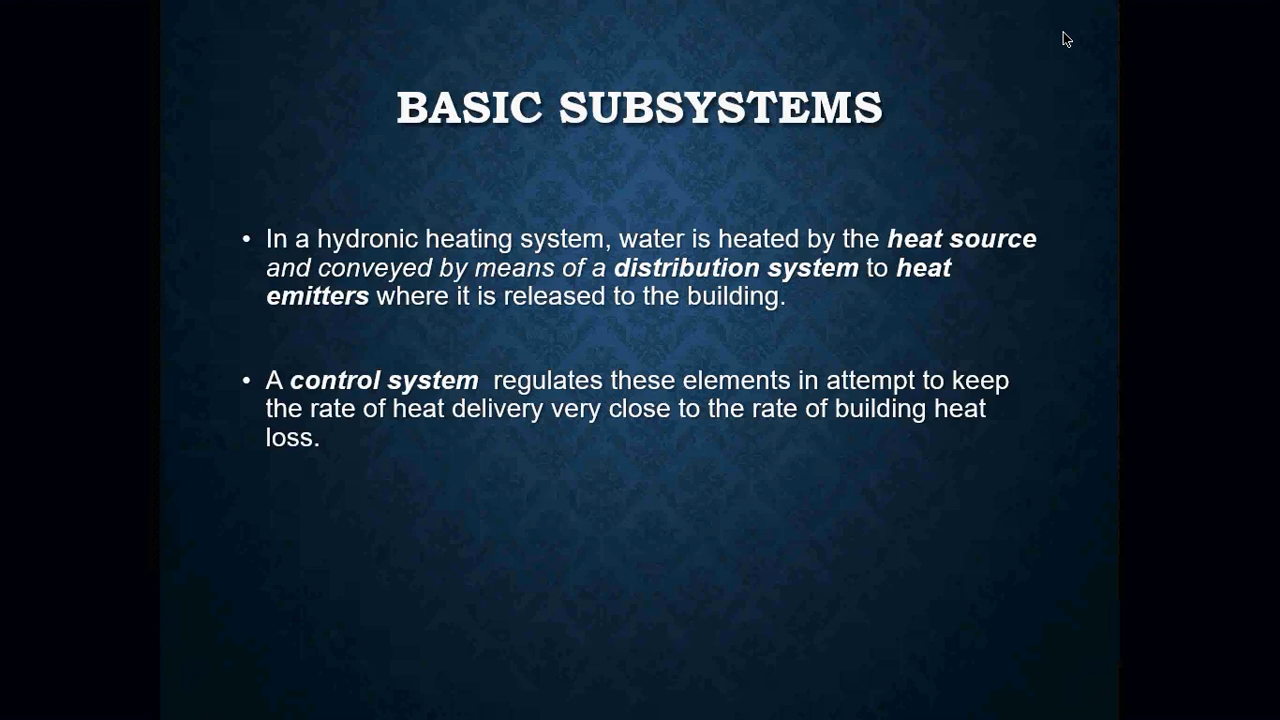 BASIC SUBSYSTEMS
• In a hydronic heating system, water is heated by the heat source
and conveyed by means of a distribution system to heat
emitters where it is released to the building.
• A control system  regulates these elements in attempt to keep
the rate of heat delivery very close to the rate of building heat
loss.